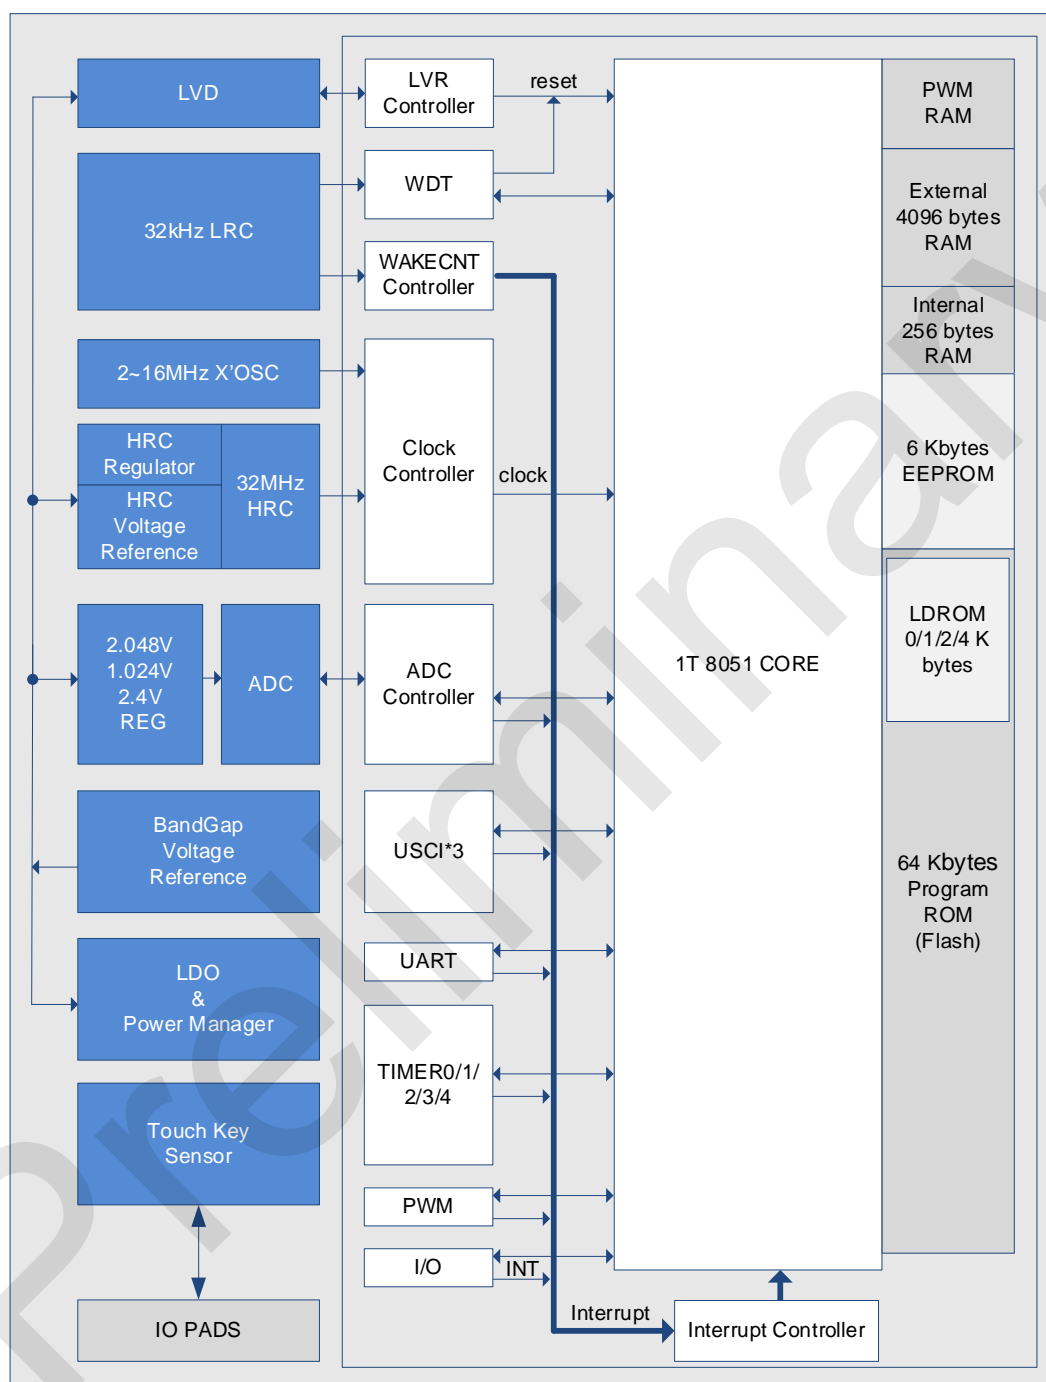 LVD
LVR
Controller
reset
PWM
RAM
32kHz LRC
WDT
External
4096 bytes
RAM
WAKECNT
Controller
Internal
256 bytes
RAM
2~16MHz X'OSC
Clock
Controller
clock
HRC
Regulator
HRC
Voltage
Reference
32MHz
HRC
6 Kbytes
EEPROM
2.048V
1.024V
2.4V
REG
ADC
ADC
Controller
1T 8051 CORE
LDROM
0/1/2/4 K
bytes
BandGap
Voltage
Reference
USCI*3
64 Kbytes
Program
ROM
(Flash)
LDO
&
Power Manager
UART
TIMER0/1/
2/3/4
Touch Key
Sensor
PWM
I/O
INT
IO PADS
Interrupt
Interrupt Controller
Preliminary